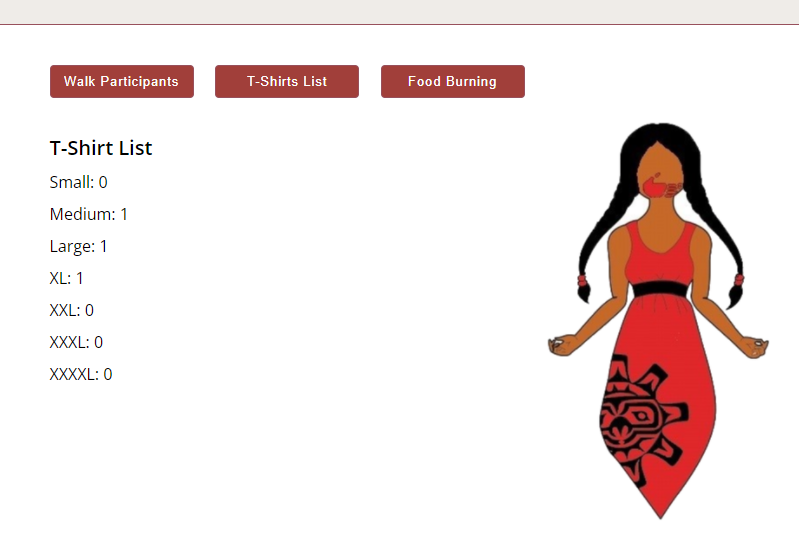 Walk Participants
T-Shirts List
Food Burning
T-Shirt List
Small: 0
Medium: 1
Large: 1
XL: 1
XXL: 0
XXXL: 0
XXXXL: 0